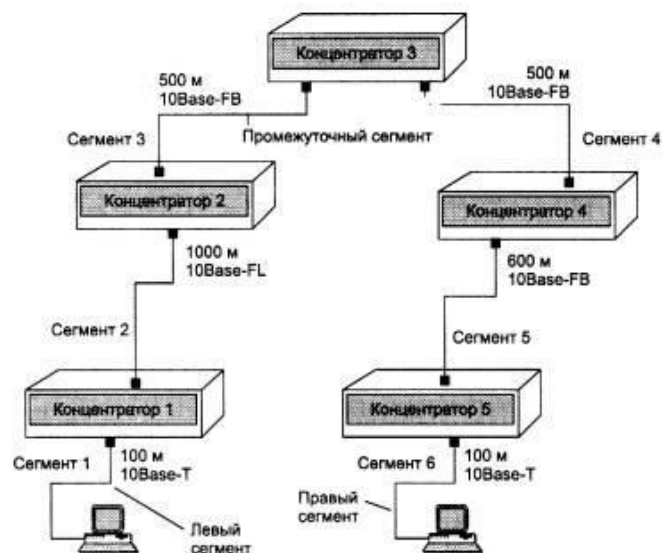 Концентратор 3
500 м
10Base-FB
500 м
10Base-FB
Промежуточный сегмент
Сегмент 3
Сегмент 4
Концентратор 2
Концентратор 4
1000 м
10Base-FL
600 м
10Base-FB
Сегмент 2
Сегмент 5
Концентратор 1
Концентратор 5
Сегмент 1
100 м
10Base-T
Сегмент 6
100 м
10Base-T
Левый
сегмент
Правый
сегмент